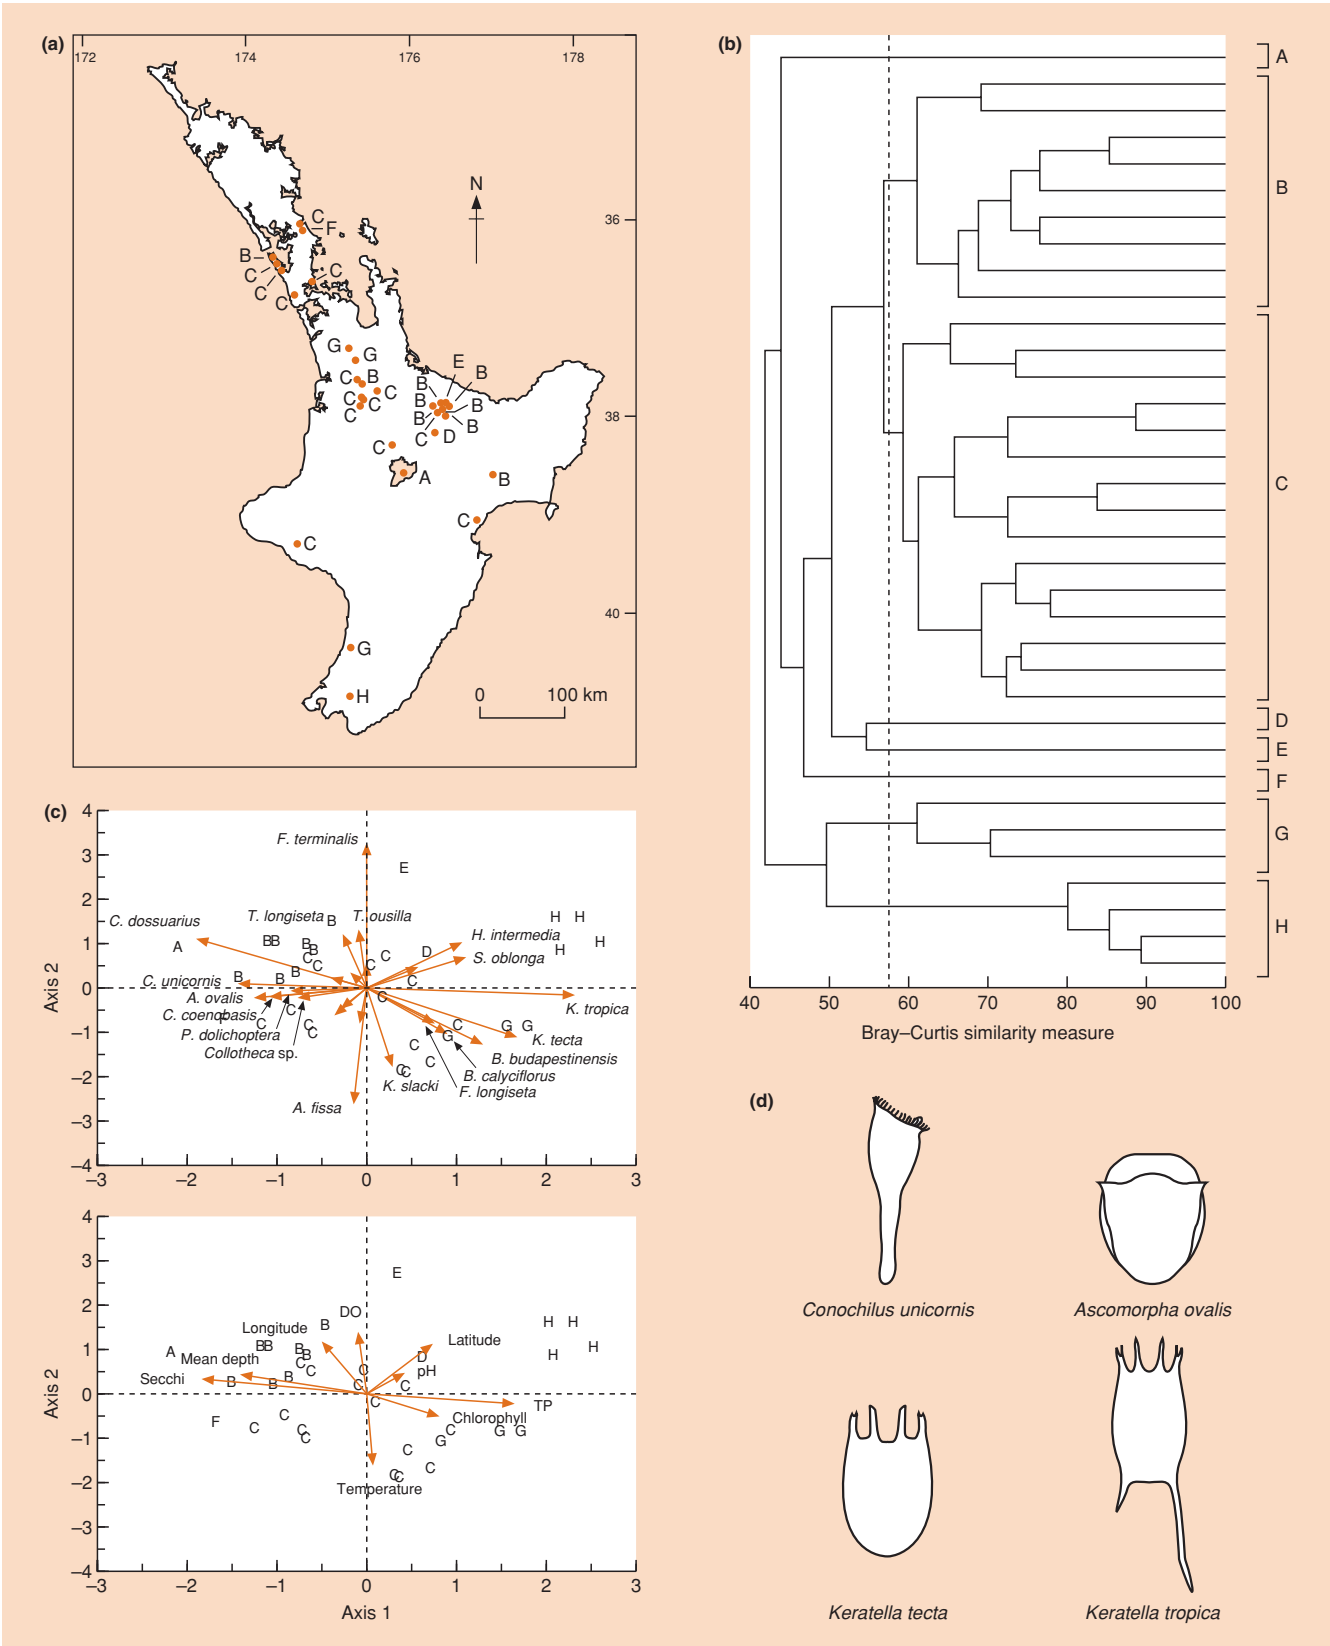 (a)
172 174 176 178
N
36
38
40
C
F
B
C
C
C
C
G
G
C B
C
C C
C
E
B
B
B
B
B
B
C D
C
A
B
C
C
G
H
0 100 km
(b)
A
B
C
D
E
F
G
H
40 50 60 70 80 90 100
Bray–Curtis similarity measure
(c)
4
3
2
1
0
–1
–2
–3
–4
Axis 2
F. terminalis
E
C. dossuarius
T. longiseta B T. ousilla
H H
A BB B B
H. intermedia
H H
C C C C D
S. oblonga
C. unicornis B B B C
A. ovalis
C
K. tropica
C. coenobasis C C
P. dolichoptera C C
Collotheca sp.
C G G G
K. tecta
C C
B. budapestinensis
C C
B. calyciflorus
K. slacki
F. longiseta
A. fissa
–3 –2 –1 0 1 2 3
4
3
2
1
0
–1
–2
–3
–4
Axis 2
E
DO
Longitude B
H H
Latitude
A BB B B
H H
Mean depth C C C D
pH
Secchi B B B C C
C
TP
F C C C C
Chlorophyll
C G G G
C C
C C
Temperature
–3 –2 –1 0 1 2 3
Axis 1
(d)
Conochilus unicornis
Ascomorpha ovalis
Keratella tecta
Keratella tropica